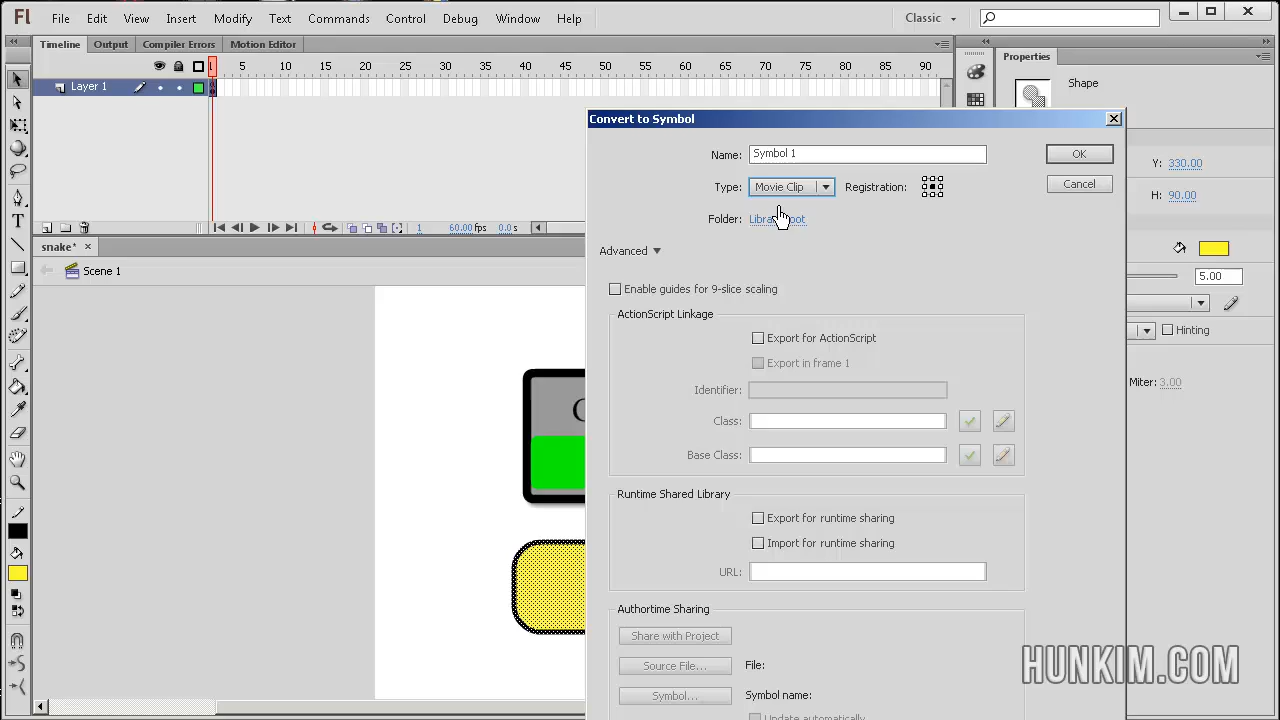 Fl File Edit View Insert Modify Text Commands Control Debug Window Help Classic
Timeline Output Compiler Errors Motion Editor Properties
5 10 15 20 25 30 35 40 45 50 55 60 65 70 75 80 85 90
Layer 1
Shape
Convert to Symbol
Name: Symbol 1 OK
Type: Movie Clip Registration: Cancel
Folder:
Y: 330.00
H: 90.00
1 60.00 fps 0.0 s
snake*
Scene 1
Advanced
5.00
Enable guides for 9-slice scaling
ActionScript Linkage
Export for ActionScript
Hinting
Export in frame 1
Miter: 3.00
Identifier:
Class:
Base Class:
Runtime Shared Library
Export for runtime sharing
Import for runtime sharing
URL:
Authortime Sharing
Share with Project
Source File... File:
Symbol... Symbol name:
Update automatically
HUNKIM.COM